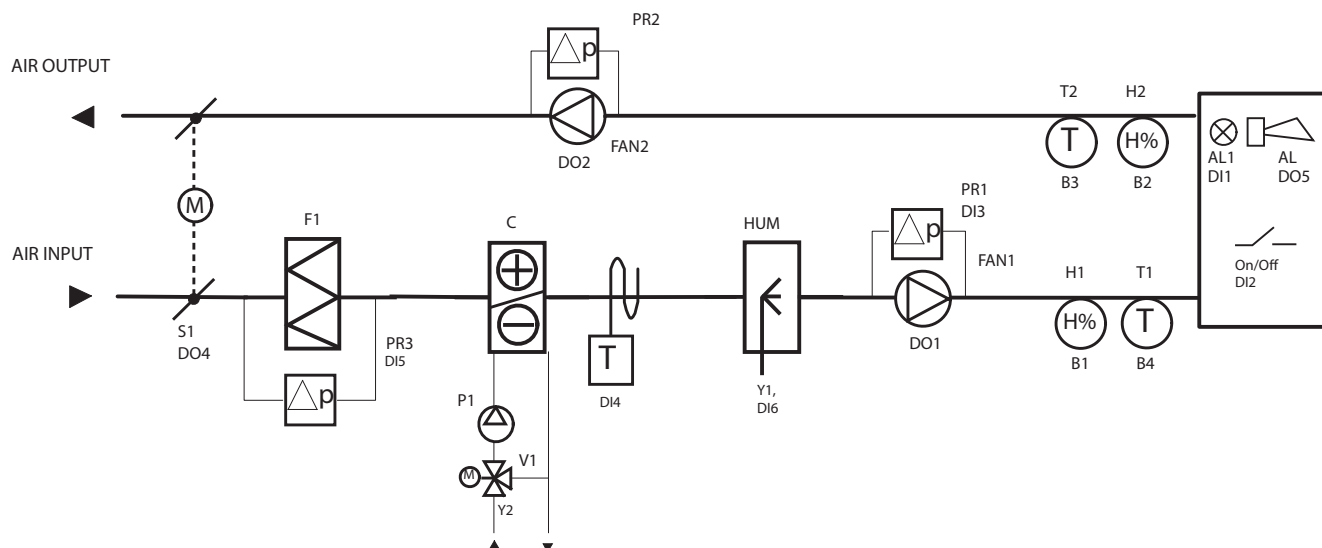 PR2
p
AIR OUTPUT
T2
H2
T
H%
FAN2
DO2
B3
B2
AL1
DI1
AL
DO5
M
F1
C
HUM
PR1
DI3
p
AIR INPUT
FAN1
H1
T1
On/Off
DI2
S1
DO4
PR3
DI5
T
H%
T
DO1
B1
B4
p
P1
DI4
Y1,
DI6
V1
M
Y2